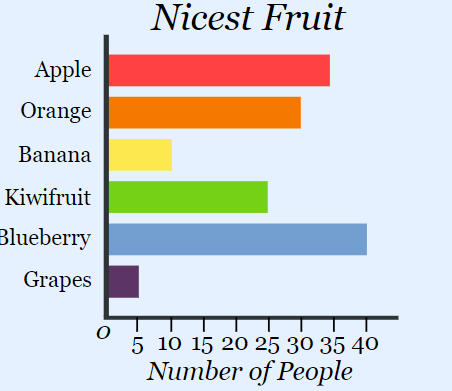 Nicest Fruit
Apple
Orange
Banana
Kiwifruit
Blueberry
Grapes
0 5 10 15 20 25 30 35 40
Number of People